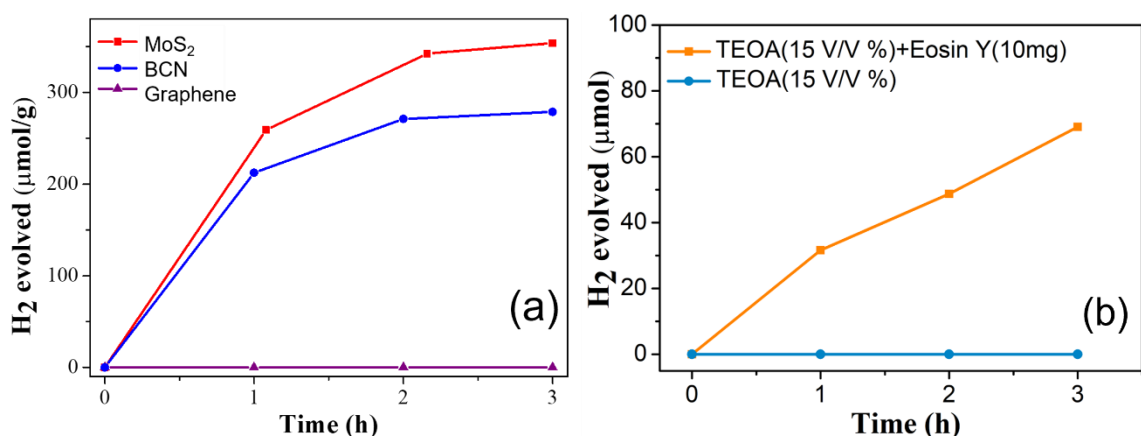 MoS2
BCN
Graphene
H2 evolved (μmol/g)
300
200
100
0
0 1 2 3
Time (h)
(a)
TEOA(15 V/V %)+Eosin Y(10mg)
TEOA(15 V/V %)
H2 evolved (μmol)
100
80
60
40
20
0
0 1 2 3
Time (h)
(b)